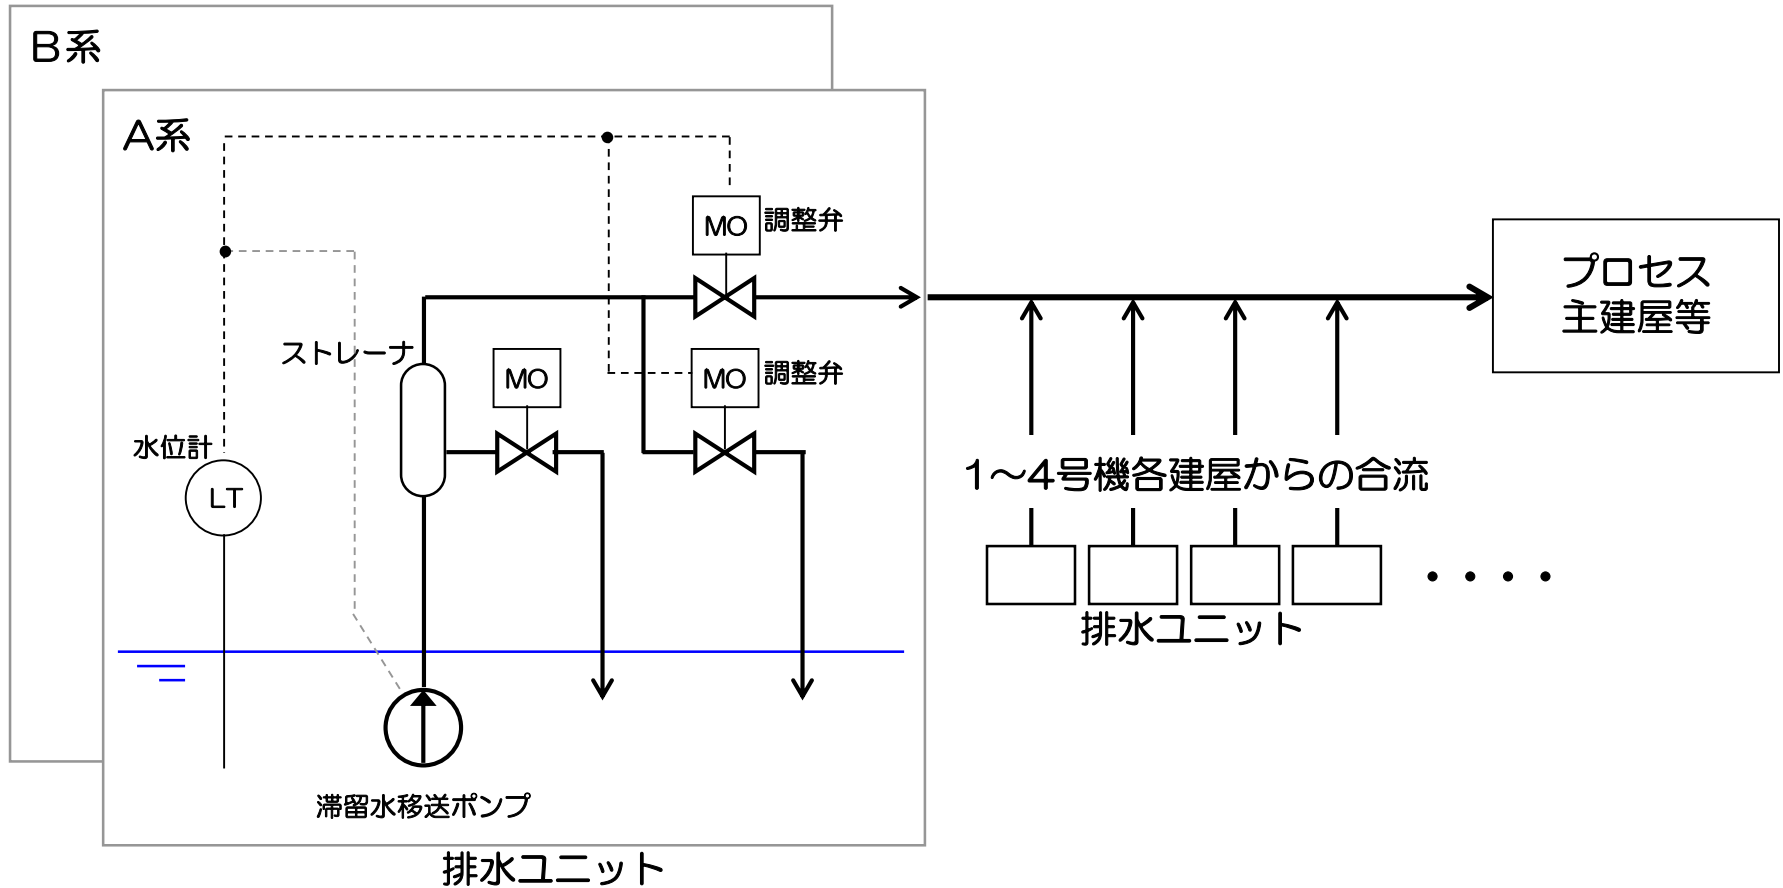 B系
A系
MO
調整弁
プロセス
主建屋等
ストレーナ
MO
MO
調整弁
水位計
LT
1～4号機各建屋からの合流
・・・・
排水ユニット
滞留水移送ポンプ
排水ユニット